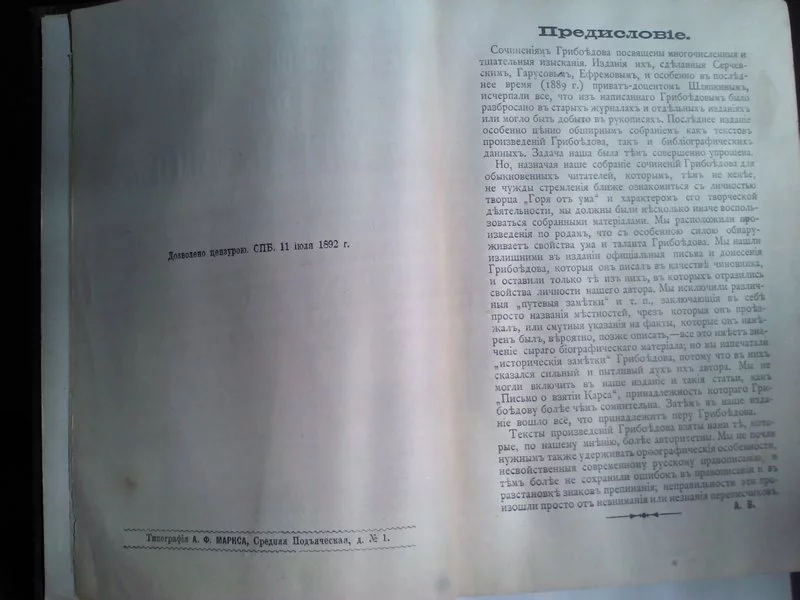 Дозволено цензурою. СПБ. 11 іюля 1892 г.
Типографія А. Ф. МАРКСА, Средняя Подъяческая, д. № 1.
Предисловіе.
Сочиненіямъ Грибоѣдова посвящены многочисленныя и
тщательныя изысканія. Изданія ихъ, сдѣланныя Серчев-
скимъ, Гарусовымъ, Ефремовымъ, и особенно въ послѣд-
нее время (1889 г.) приватъ-доцентомъ Шляпкинымъ,
исчерпали все, что изъ написаннаго Грибоѣдовымъ было
разбросано въ старыхъ журналахъ и отдѣльныхъ изданіяхъ
или могло быть добыто въ рукописяхъ. Послѣднее изданіе
особенно цѣнно обширнымъ собраніемъ какъ текстовъ
произведеній Грибоѣдова, такъ и библіографическихъ
данныхъ. Задача наша была тѣмъ совершенно упрощена.
Но, назначая наше собраніе сочиненій Грибоѣдова для
обыкновенныхъ читателей, которымъ, тѣмъ не менѣе,
не чужды стремленія ближе ознакомиться съ личностью
творца „Горя отъ ума" и характеромъ его творческой
дѣятельности, мы должны были нѣсколько иначе восполь-
зоваться собранными матеріалами. Мы расположили про-
изведенія по родамъ, въ которыхъ съ особенною силою обнару-
живаетъ свойства ума и таланта Грибоѣдова. Мы нашли
излишними въ изданіи офиціальныя письма и донесенія
Грибоѣдова, которыя онъ писалъ въ качествѣ чиновника,
и оставили только тѣ изъ нихъ, въ которыхъ отразились
свойства личности нашего автора. Мы исключили различ-
ныя „путевыя замѣтки" и т. п., заключающія въ себѣ
просто названія мѣстностей, чрезъ которыя онъ проѣз-
жалъ, или смутныя указанія на факты, которые онъ намѣ-
ренъ былъ, вѣроятно, позже описать,—все это имѣетъ зна-
ченіе сырого біографическаго матеріала; но мы напечатали
„историческія замѣтки" Грибоѣдова, потому что въ нихъ
сказался сильный и пытливый духъ ихъ автора. Мы не
могли включить въ наше изданіе и такія статьи, какъ
„Письмо о взятіи Карса", принадлежность котораго Гри-
боѣдову болѣе чѣмъ сомнительна. Затѣмъ въ наше изда-
ніе вошло все, что принадлежитъ перу Грибоѣдова.
Тексты произведеній Грибоѣдова взяты нами тѣ, кото-
рые, по нашему мнѣнію, болѣе авторитетны. Мы не почли
нужнымъ также удерживать орѳографическія особенности,
несвойственныя современному русскому правописанію, и
тѣмъ болѣе не сохранили ошибокъ въ правописаніи и въ
разстановкѣ знаковъ препинанія; неправильности эти про-
изошли просто отъ невниманія или незнанія переписчиковъ.
А. В.